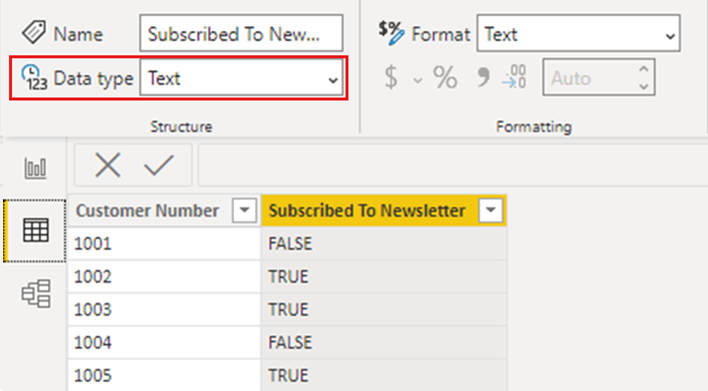 Name Subscribed To New... $% Format Text
123 Data type Text $ % , .00 Auto
Structure Formatting
Customer Number Subscribed To Newsletter
1001 FALSE
1002 TRUE
1003 TRUE
1004 FALSE
1005 TRUE